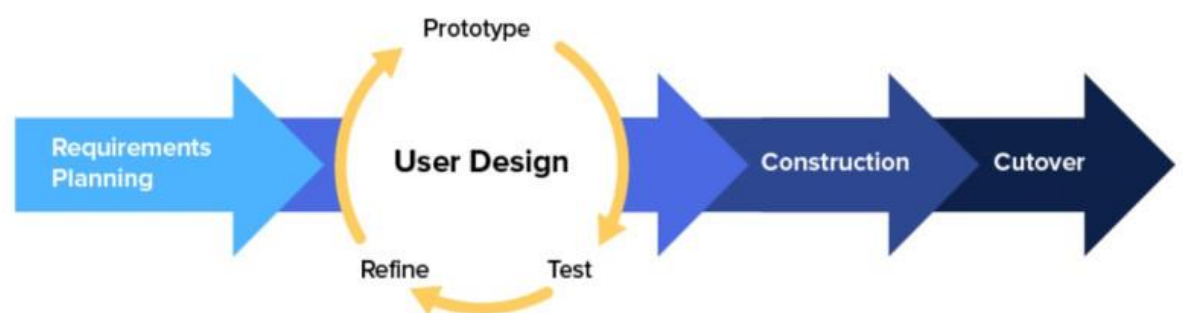 Prototype
Requirements
Planning
User Design
Construction
Cutover
Refine
Test